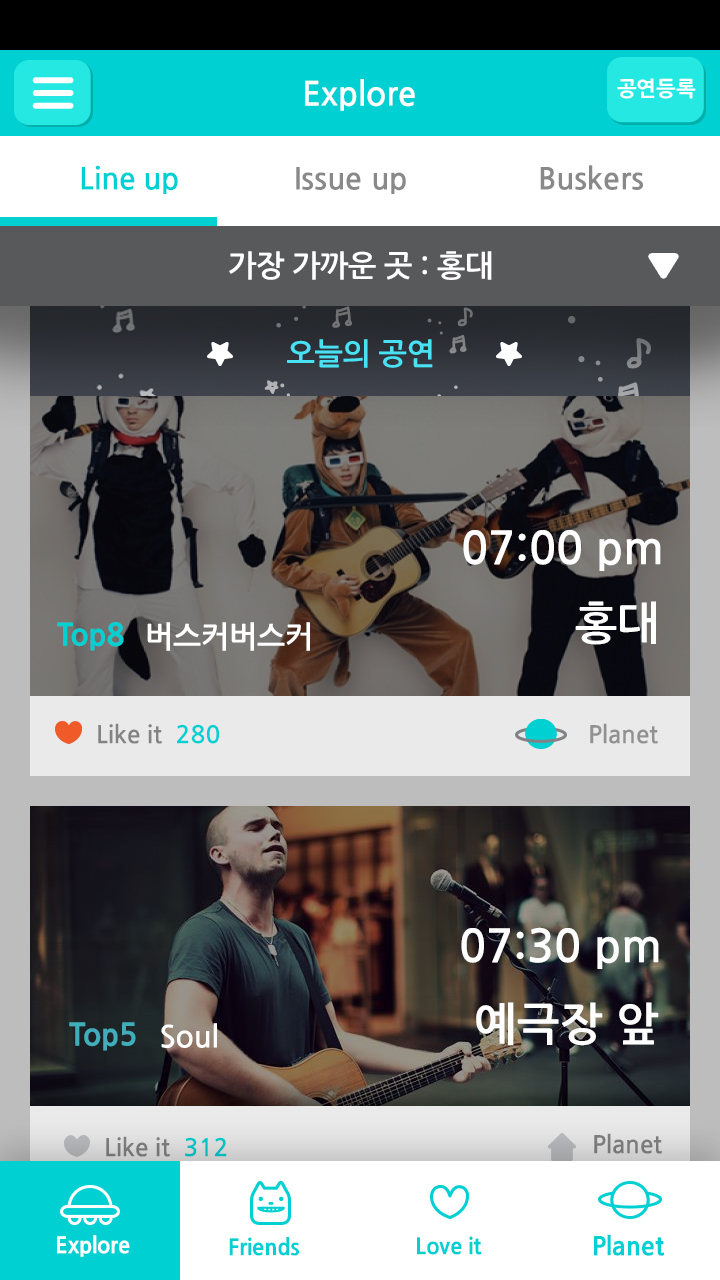 Explore
공연등록
Line up
Issue up
Buskers
가장 가까운 곳 : 홍대
오늘의 공연
07:00 pm
홍대
Top8 버스커버스커
Like it 280
Planet
07:30 pm
예극장 앞
Top5 Soul
Like it 312
Planet
Explore
Friends
Love it
Planet